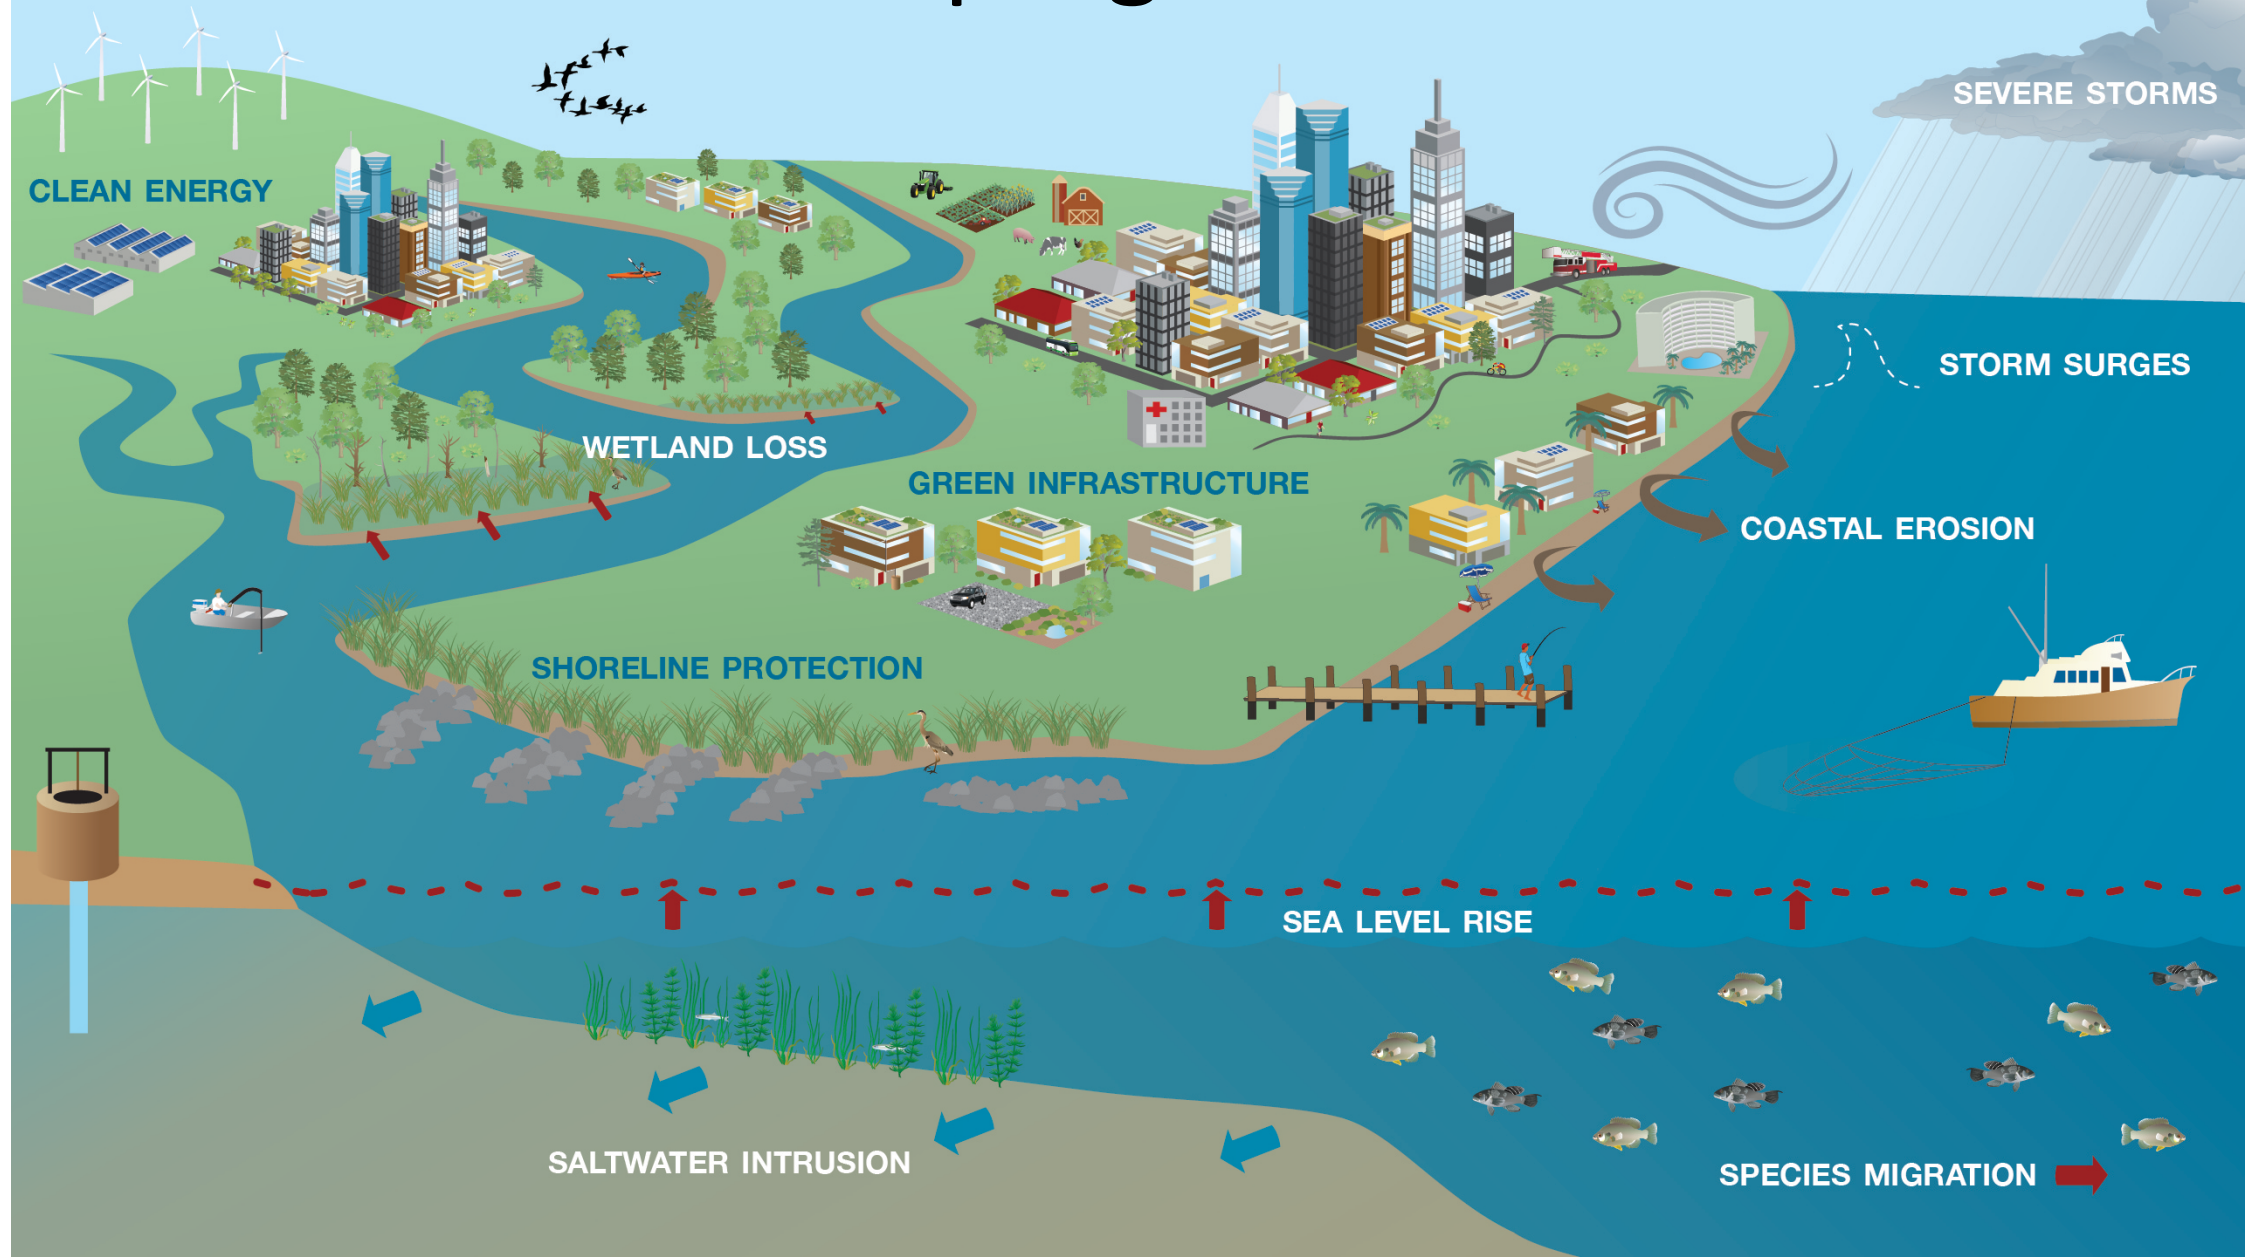 SEVERE STORMS
CLEAN ENERGY
STORM SURGES
WETLAND LOSS
GREEN INFRASTRUCTURE
COASTAL EROSION
SHORELINE PROTECTION
SEA LEVEL RISE
SALTWATER INTRUSION
SPECIES MIGRATION